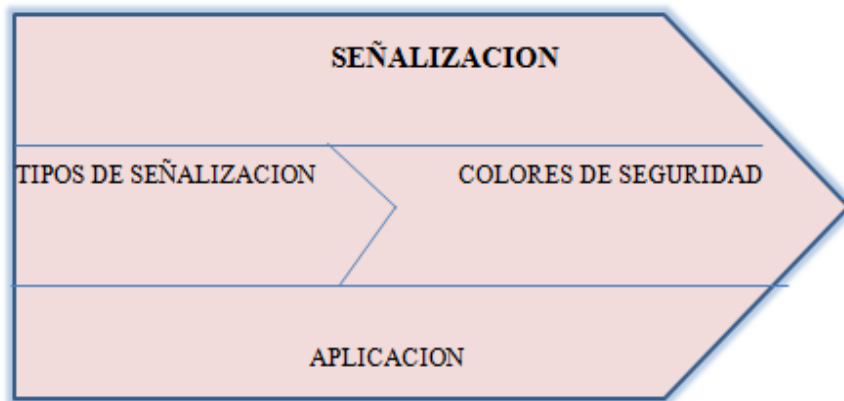 SEÑALIZACION
TIPOS DE SEÑALIZACION
COLORES DE SEGURIDAD
APLICACION